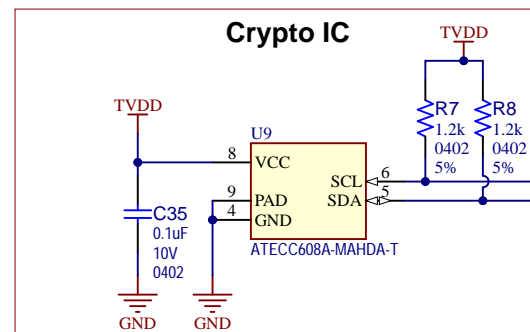 Crypto IC
TVDD
TVDD
R7
1.2k
0402
5%
R8
1.2k
0402
5%
U9
8
VCC
9
PAD
4
GND
SCL
6
SDA
5
ATECC608A-MAHDA-T
C35
0.1uF
10V
0402
GND
GND